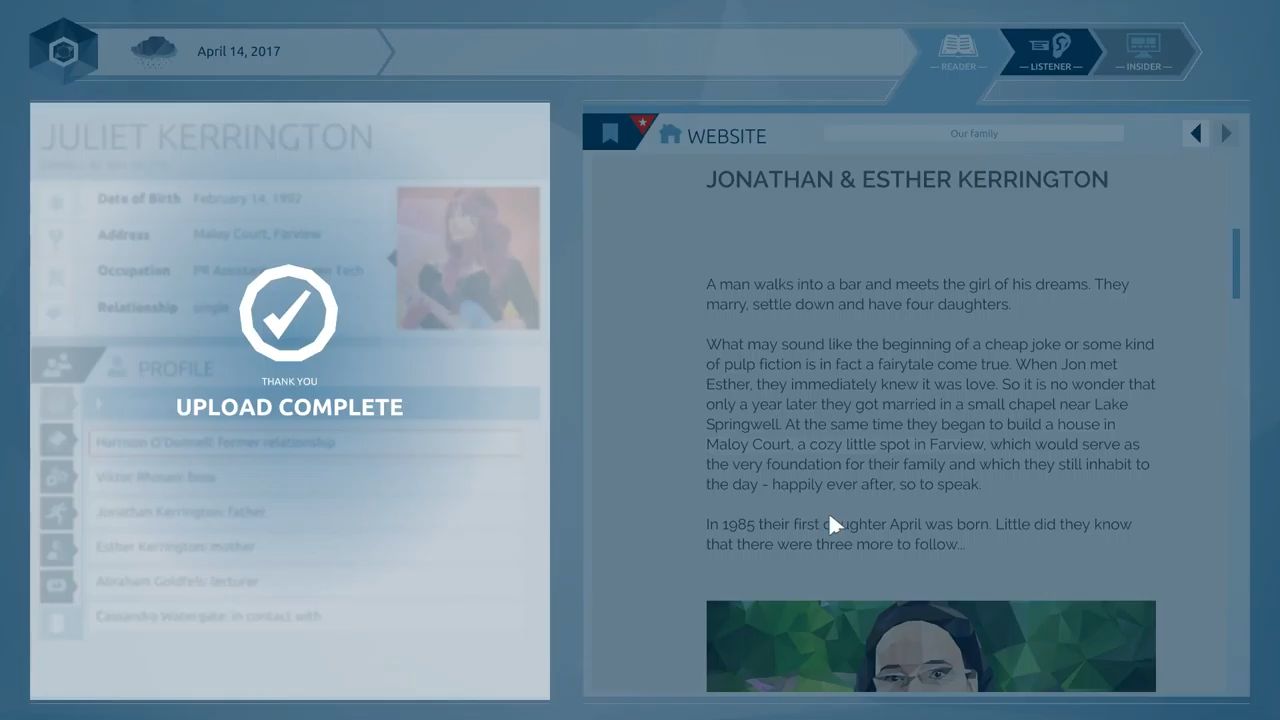 April 14, 2017
— READER —
— LISTENER —
— INSIDER —
JULIET KERRINGTON
Date of Birth February 14, 1992
Address Maloy Court, Farview
Occupation PR Tech
Relationship single
PROFILE
THANK YOU
UPLOAD COMPLETE
Harrison O'Donnell: former relationship
Viktor Rhosani: boss
Jonathan Kerrington: father
Esther Kerrington: mother
Abraham Goldfels: lecturer
Cassandra Watergate: in contact with
WEBSITE
Our family
JONATHAN & ESTHER KERRINGTON
A man walks into a bar and meets the girl of his dreams. They
marry, settle down and have four daughters.
What may sound like the beginning of a cheap joke or some kind
of pulp fiction is in fact a fairytale come true. When Jon met
Esther, they immediately knew it was love. So it is no wonder that
only a year later they got married in a small chapel near Lake
Springwell. At the same time they began to build a house in
Maloy Court, a cozy little spot in Farview, which would serve as
the very foundation for their family and which they still inhabit to
the day - happily ever after, so to speak.
In 1985 their first daughter April was born. Little did they know
that there were three more to follow...